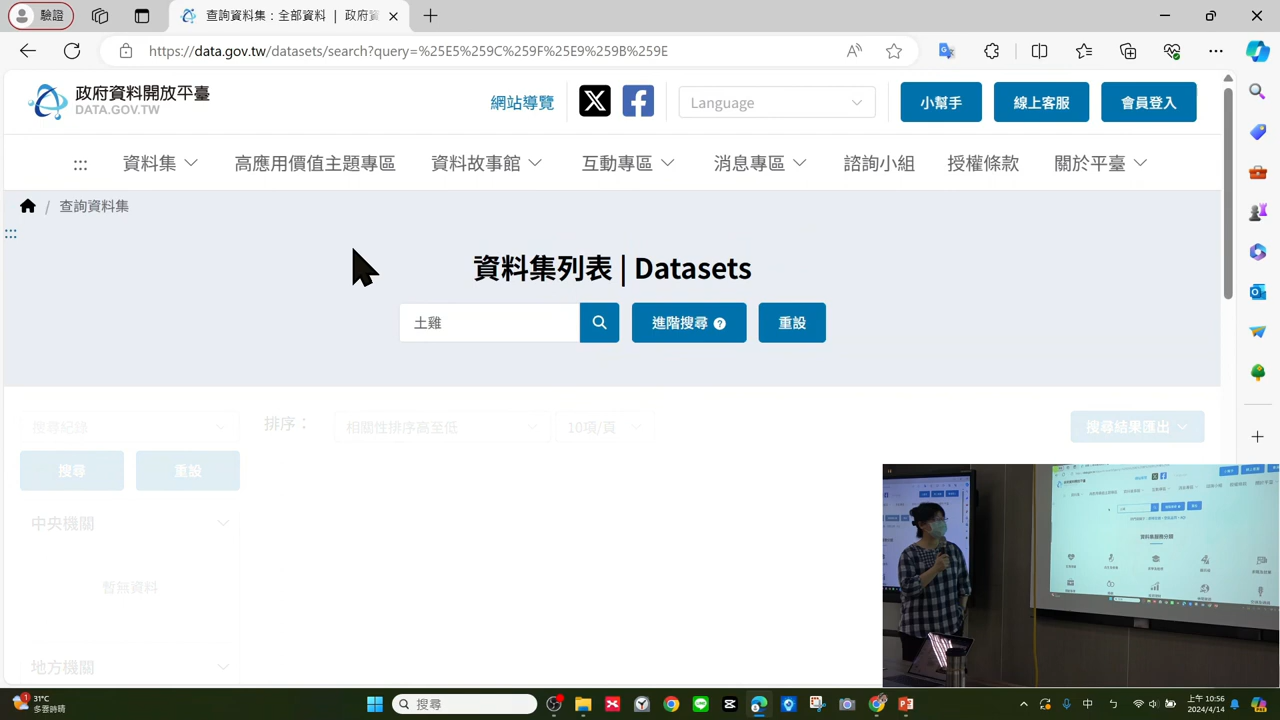 驗證
查詢資料集：全部資料 | 政府資
https://data.gov.tw/datasets/search?query=%25E5%259C%259F%25E9%259B%259E
政府資料開放平臺
DATA.GOV.TW
網站導覽
Language
小幫手
線上客服
會員登入
資料集
高應用價值主題專區
資料故事館
互動專區
消息專區
諮詢小組
授權條款
關於平臺
/ 查詢資料集
資料集列表 | Datasets
土雞
進階搜尋
重設
搜尋紀錄
排序：
相關性排序高至低
10項/頁
搜尋結果匯出
搜尋
重設
中央機關
暫無資料
地方機關
資料集服務分類
31°C
多雲時晴
搜尋
中
上午 10:56
2024/4/14